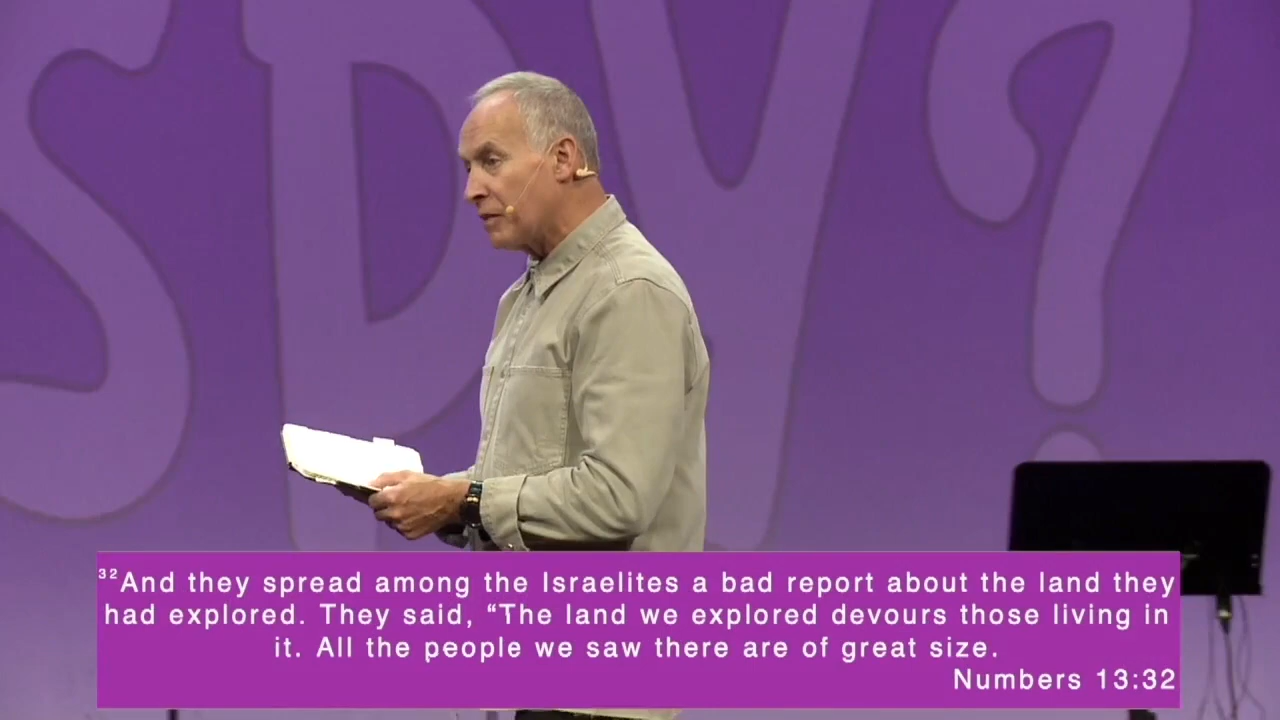 SPY?
³²And they spread among the Israelites a bad report about the land they
had explored. They said, “The land we explored devours those living in
it. All the people we saw there are of great size.
Numbers 13:32